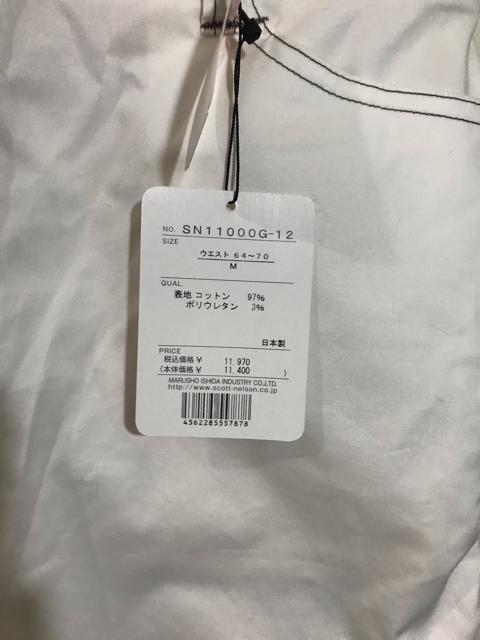 NO. SN11000G-12
SIZE
ウエスト 64〜70
M
QUAL.
表地 コットン 97%
ポリウレタン 3%
日本製
PRICE
税込価格¥ 11,970
(本体価格¥ 11,400 )
MARUSHO ISHIDA INDUSTRY CO.,LTD.
http://www.scott-nelson.co.jp
4562285557878